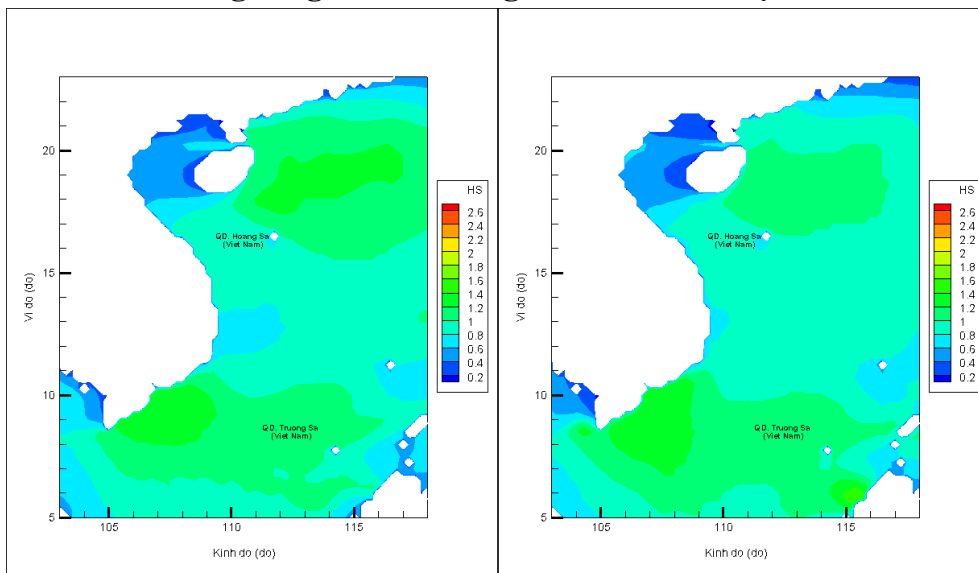 20
15
10
5
105
110
115
Vi do (do)
Kinh do (do)
QD. Hoang Sa
(Viet Nam)
QD. Truong Sa
(Viet Nam)
HS
2.6
2.4
2.2
2
1.8
1.6
1.4
1.2
1
0.8
0.6
0.4
0.2
20
15
10
5
105
110
115
Vi do (do)
Kinh do (do)
QD. Hoang Sa
(Viet Nam)
QD. Truong Sa
(Viet Nam)
HS
2.6
2.4
2.2
2
1.8
1.6
1.4
1.2
1
0.8
0.6
0.4
0.2